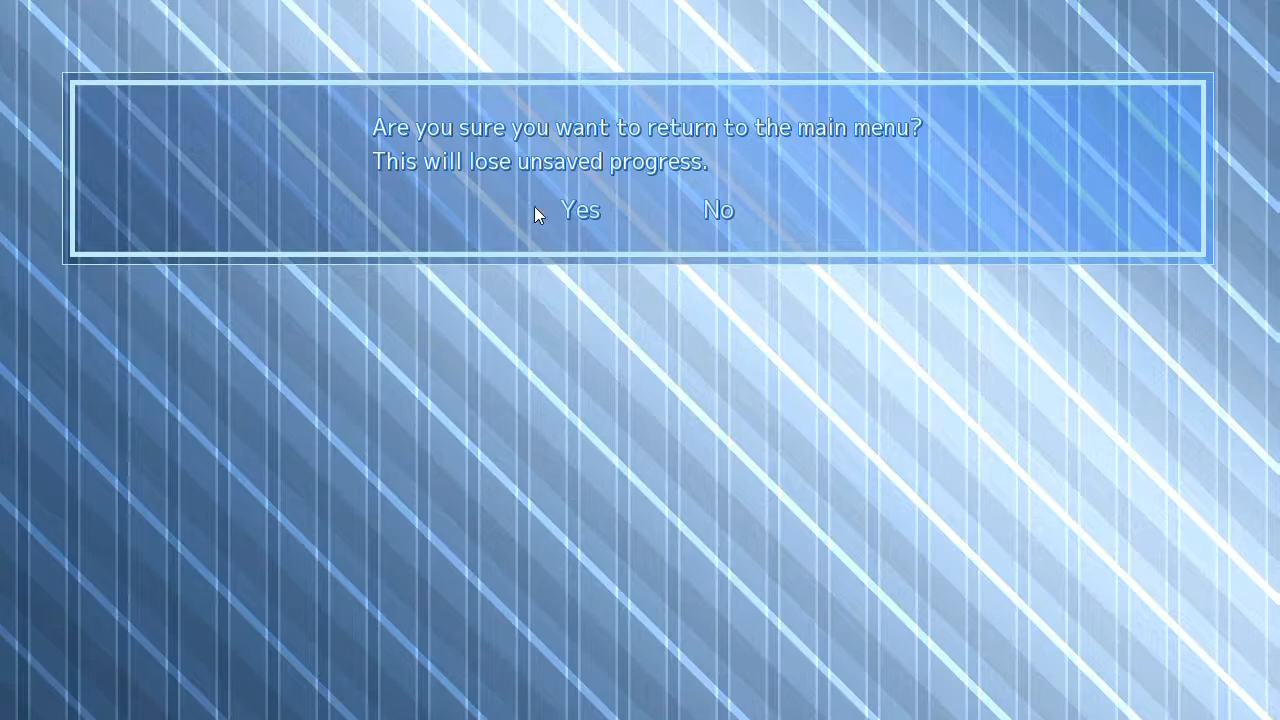 Are you sure you want to return to the main menu?
This will lose unsaved progress.
Yes No